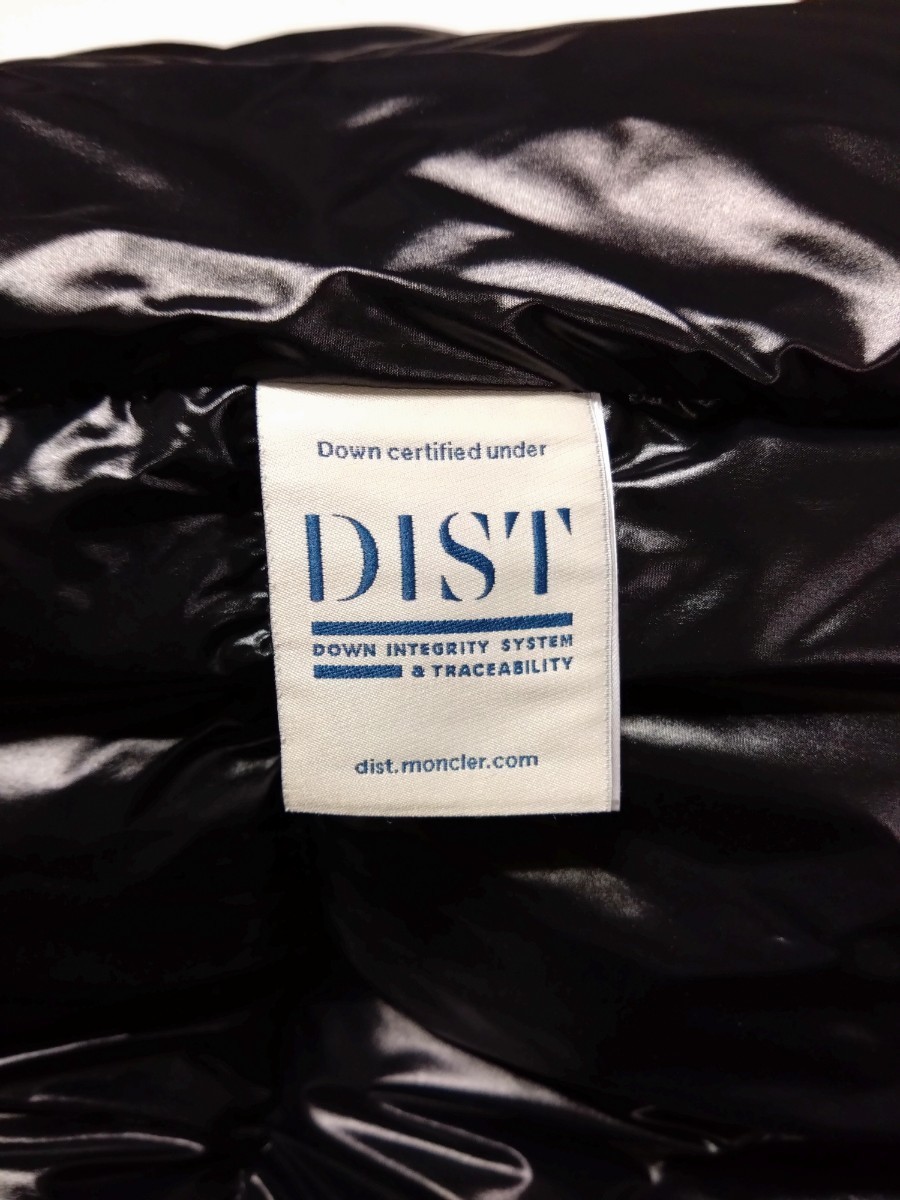 Down certified under
DIST
DOWN INTEGRITY SYSTEM
& TRACEABILITY
dist.moncler.com